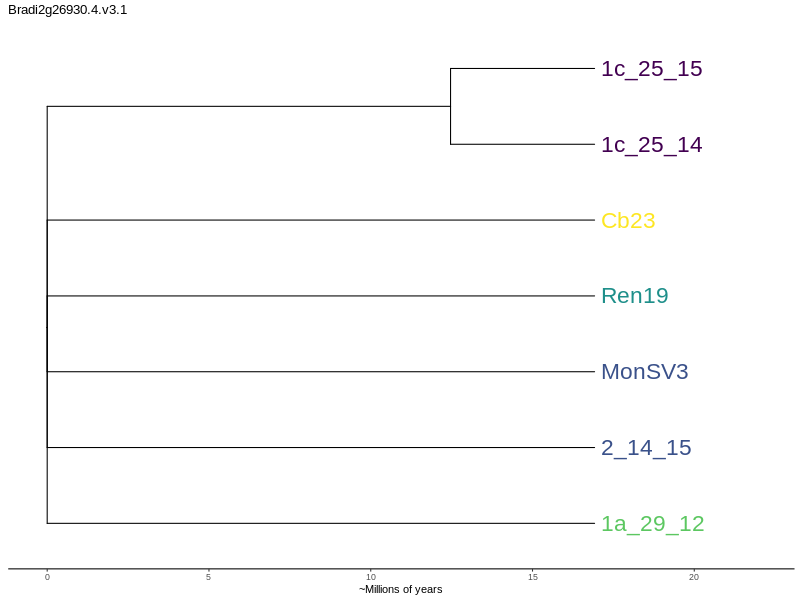 Bradi2g26930.4.v3.1
1c_25_15
1c_25_14
Cb23
Ren19
MonSV3
2_14_15
1a_29_12
0 5 10 15 20
~Millions of years